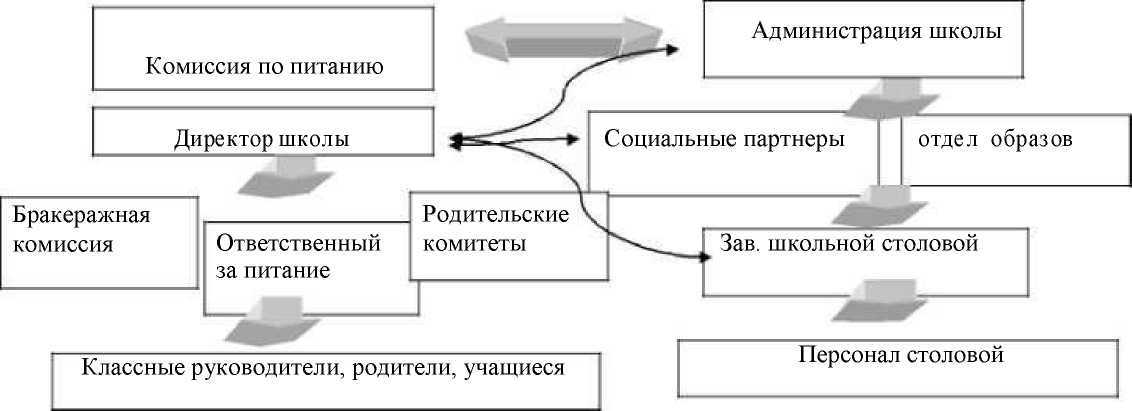 Администрация школы
Комиссия по питанию
Директор школы
Социальные партнеры
отдел образов
Бракеражная
комиссия
Ответственный
за питание
Родительские
комитеты
Зав. школьной столовой
Классные руководители, родители, учащиеся
Персонал столовой